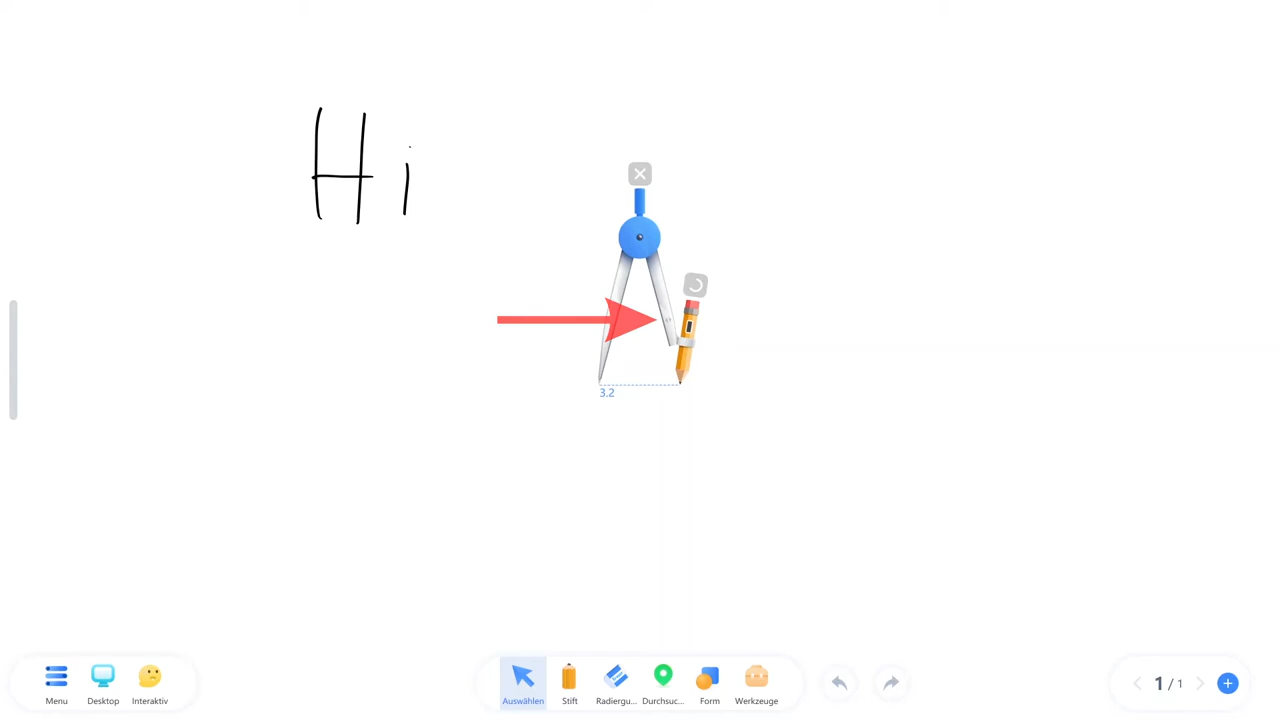 Hi
3.2
Menu
Desktop
Interaktiv
Auswählen
Stift
Radiergu...
Durchsuc...
Form
Werkzeuge
1 / 1